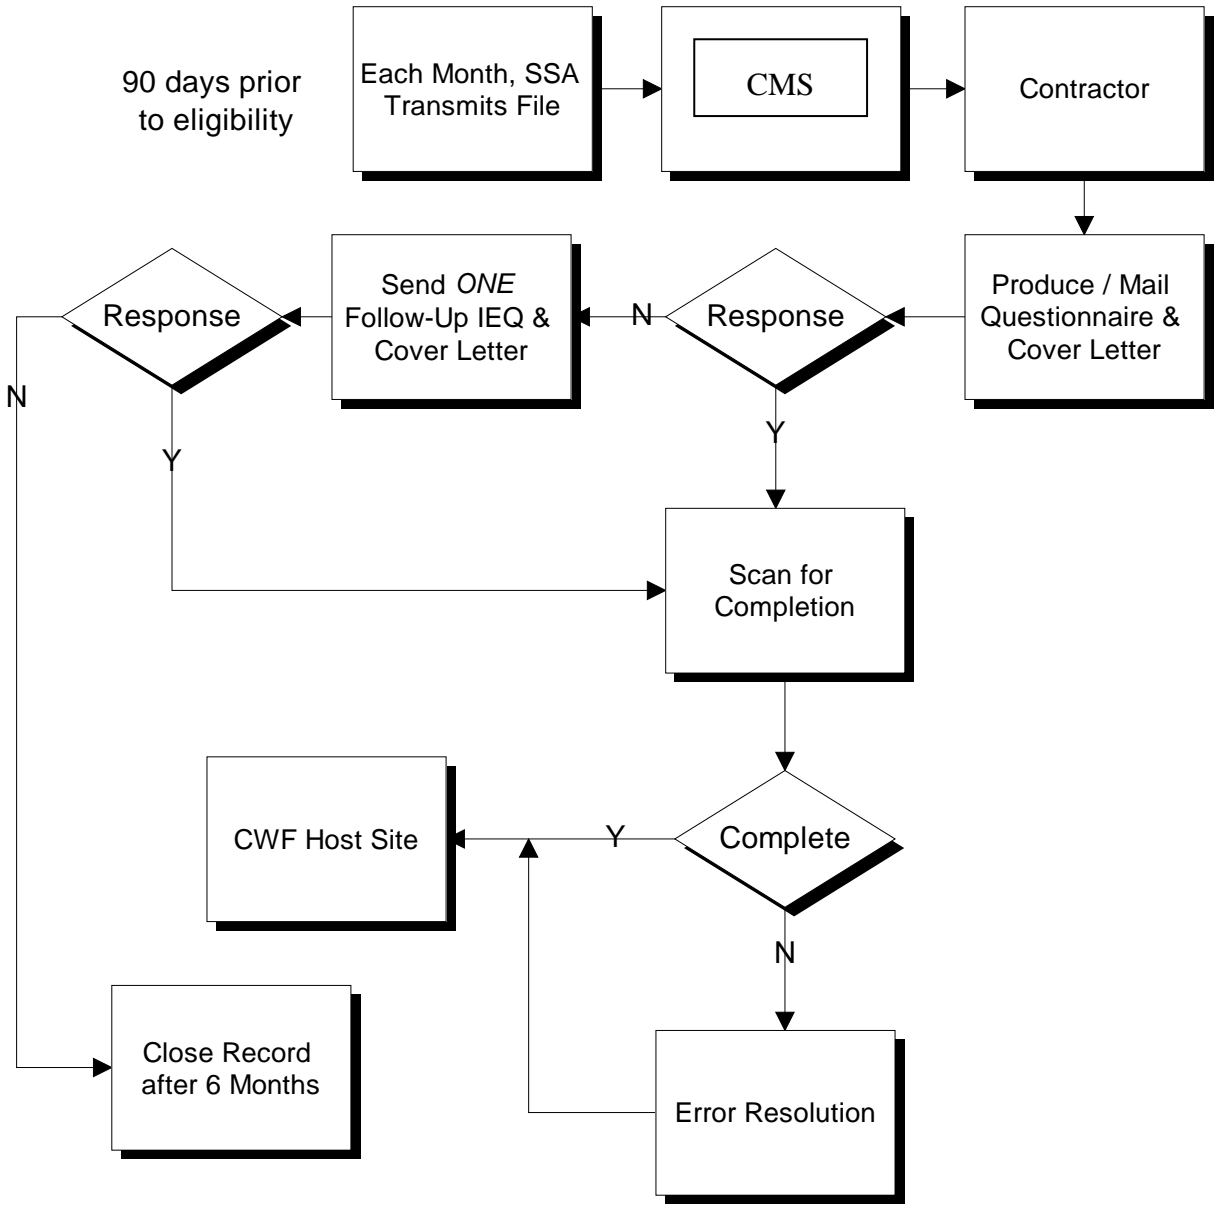 90 days prior
to eligibility
Each Month, SSA
Transmits File
CMS
Contractor
Response
Send ONE
Follow-Up IEQ &
Cover Letter
N
Response
Produce / Mail
Questionnaire &
Cover Letter
N
Y
Y
Scan for
Completion
CWF Host Site
Y
Complete
N
Close Record
after 6 Months
Error Resolution